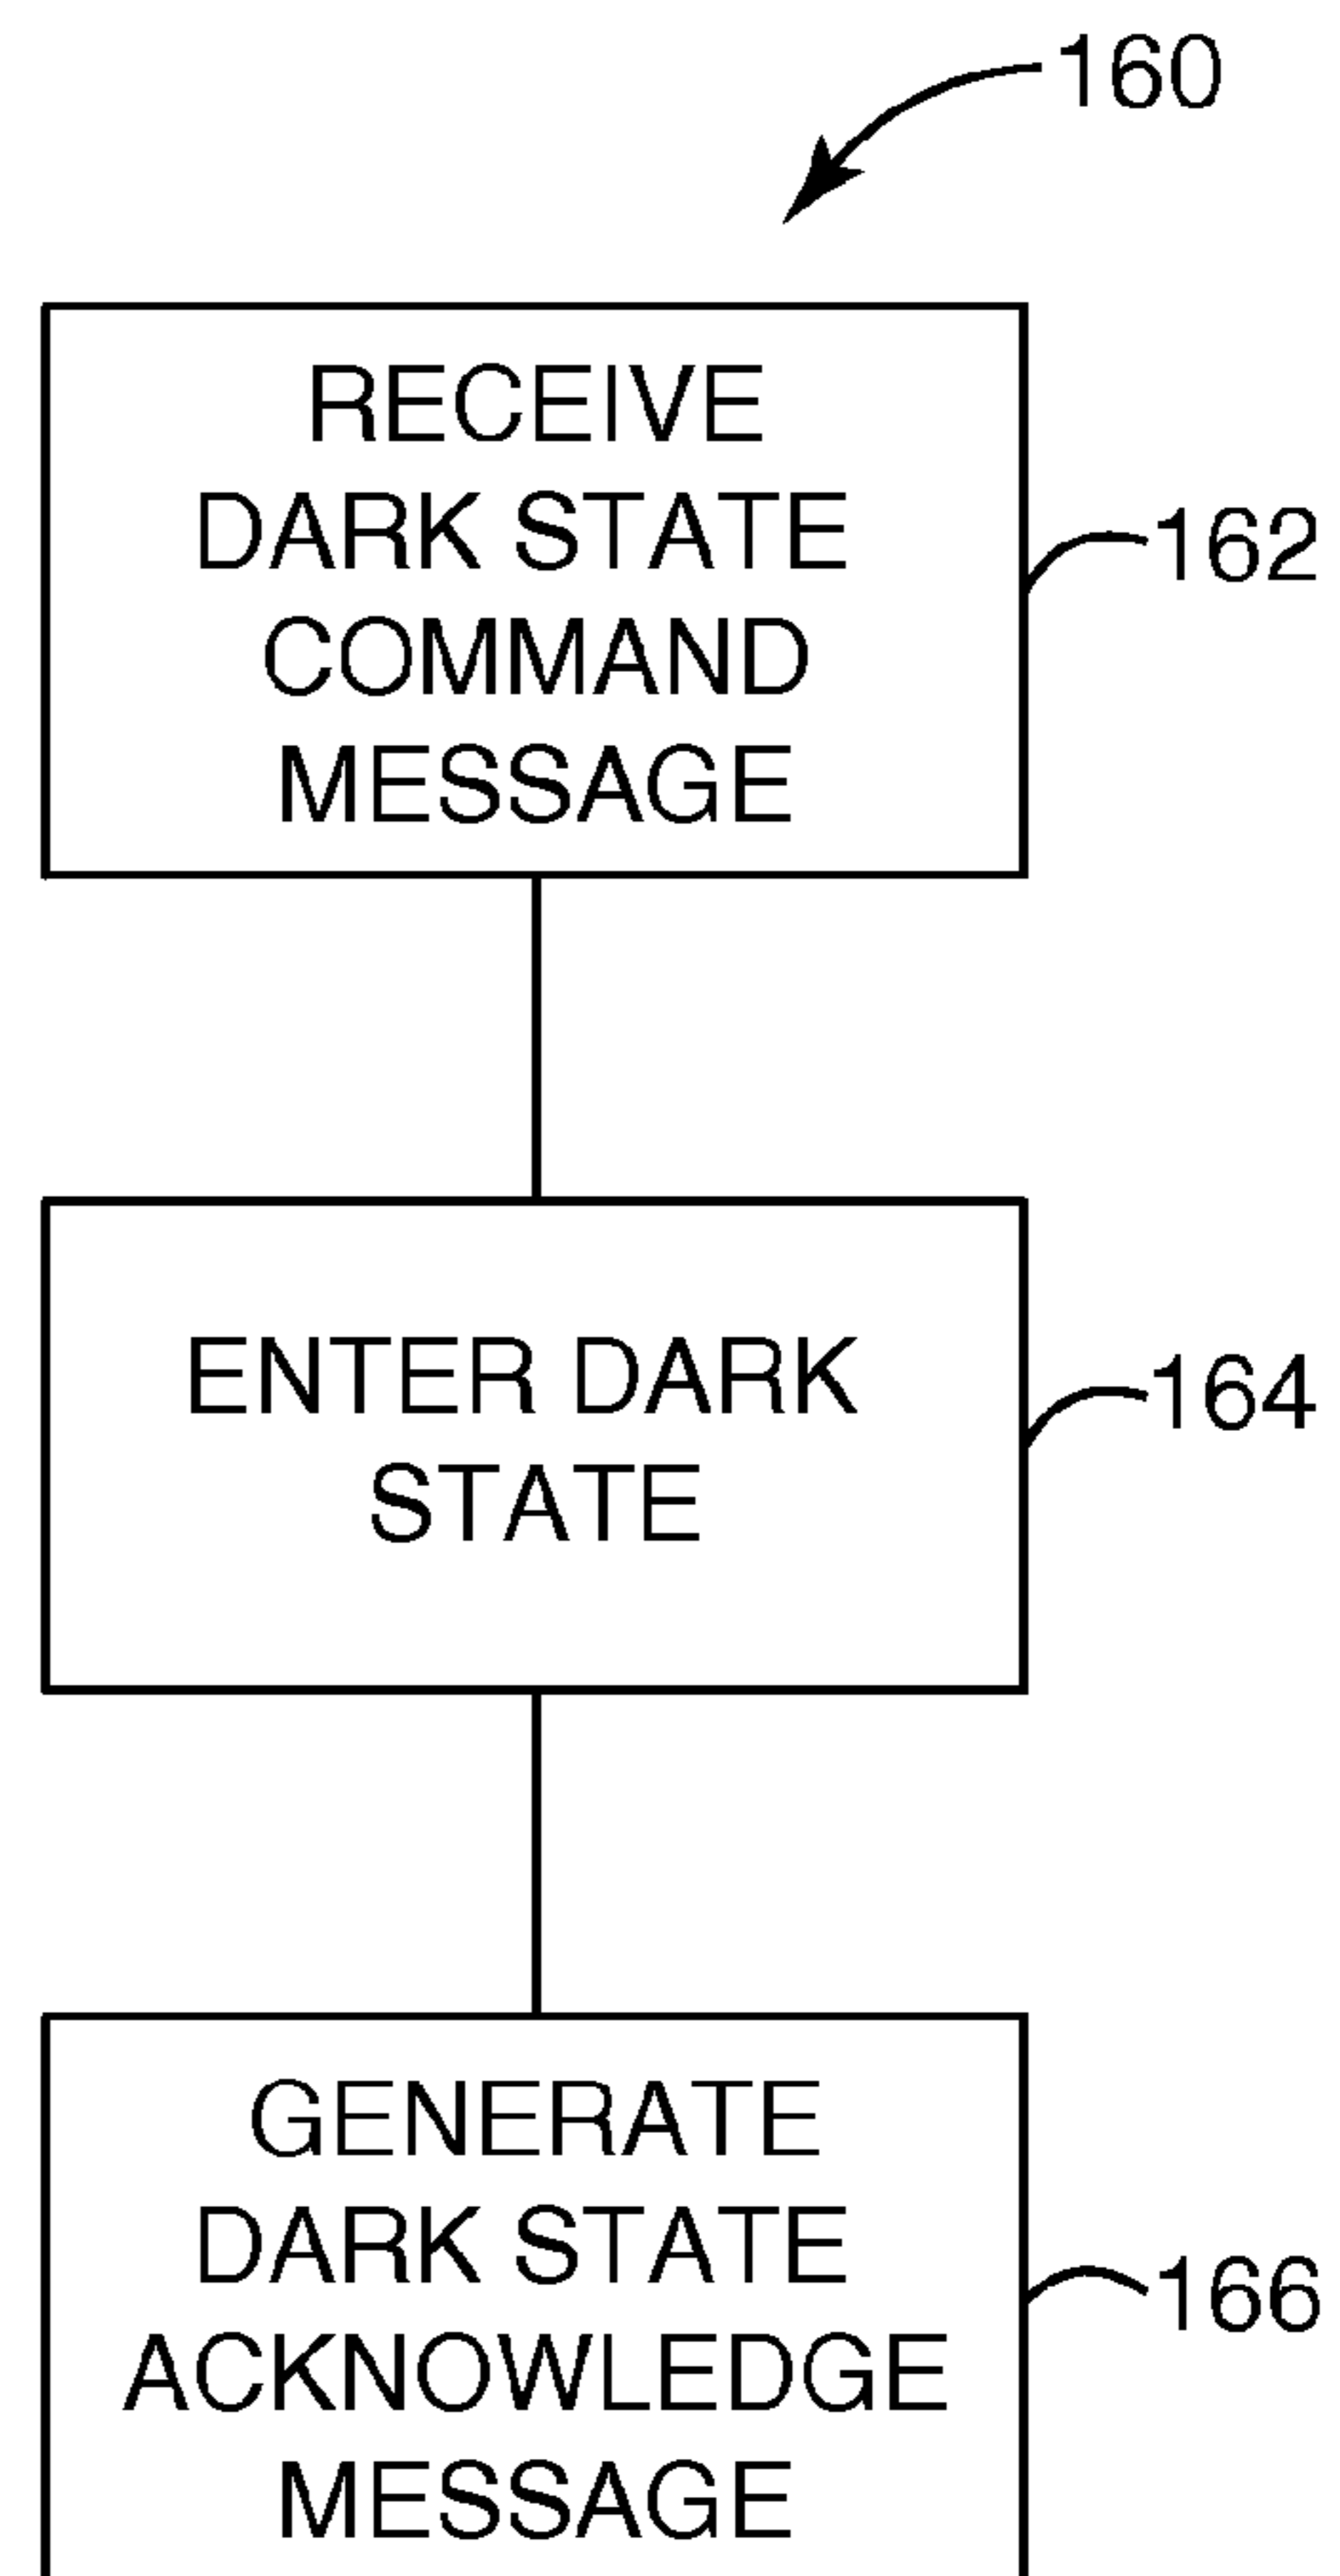 160
RECEIVE
DARK STATE
COMMAND
MESSAGE
162
ENTER DARK
STATE
164
GENERATE
DARK STATE
ACKNOWLEDGE
MESSAGE
166